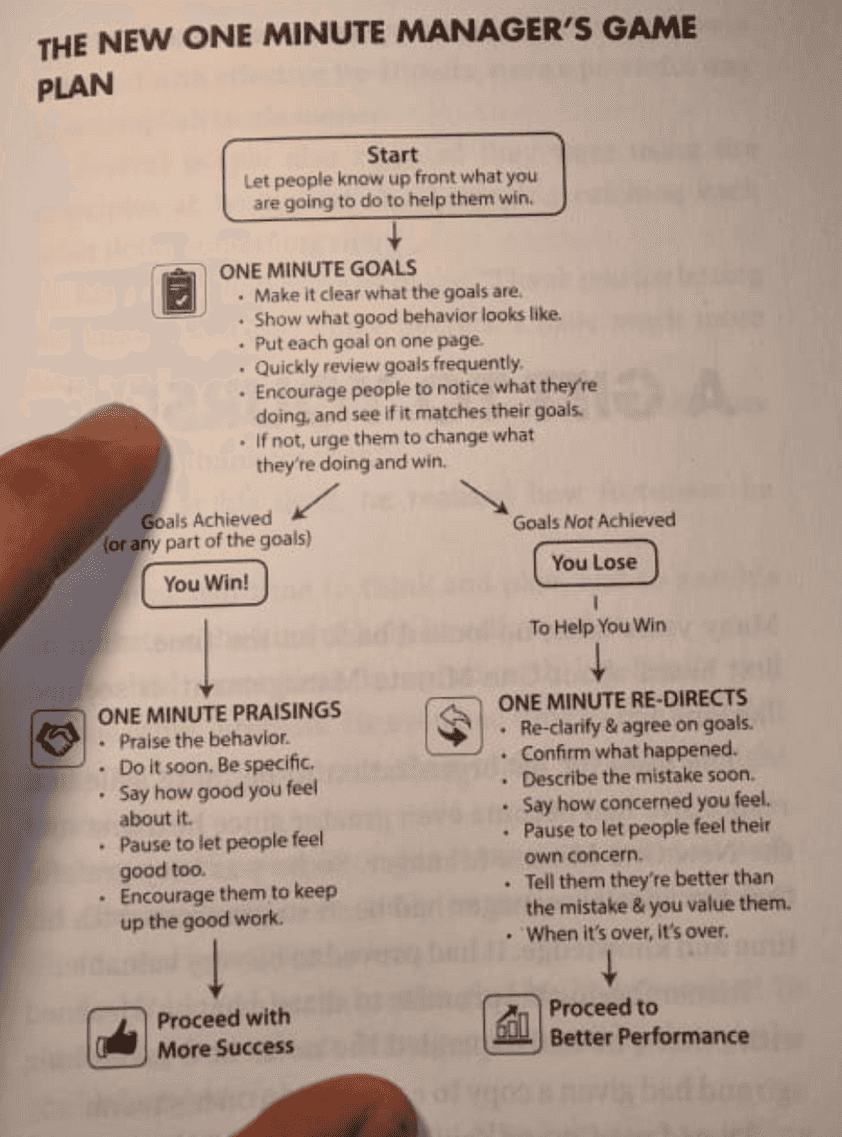 THE NEW ONE MINUTE MANAGER'S GAME
PLAN
Start
Let people know up front what you
are going to do to help them win.
ONE MINUTE GOALS
• Make it clear what the goals are.
• Show what good behavior looks like.
• Put each goal on one page.
• Quickly review goals frequently.
• Encourage people to notice what they're
doing, and see if it matches their goals.
• If not, urge them to change what
they're doing and win.
Goals Achieved
(or any part of the goals)
You Win!
Goals Not Achieved
You Lose
To Help You Win
ONE MINUTE PRAISINGS
• Praise the behavior.
• Do it soon. Be specific.
• Say how good you feel
about it.
• Pause to let people feel
good too.
• Encourage them to keep
up the good work.
Proceed with
More Success
ONE MINUTE RE-DIRECTS
• Re-clarify & agree on goals.
• Confirm what happened.
• Describe the mistake soon.
• Say how concerned you feel.
• Pause to let people feel their
own concern.
• Tell them they're better than
the mistake & you value them.
• When it's over, it's over.
Proceed to
Better Performance